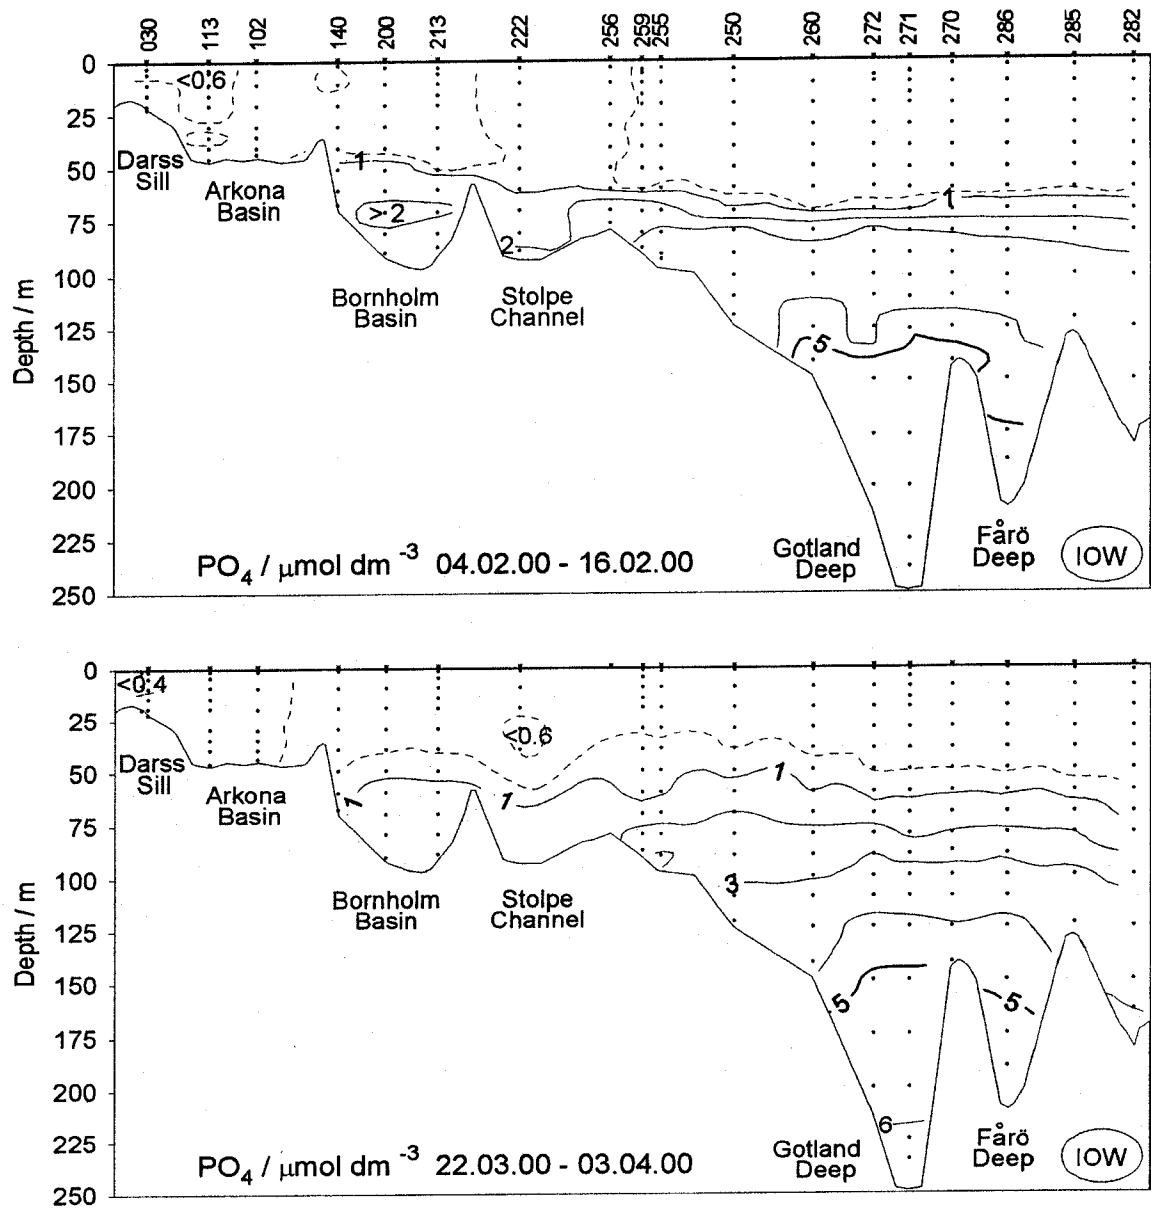 030 113 102 140 200 213 222 256 259 255 250 260 272 271 270 286 285 282
0
25
50
75
100
125
150
175
200
225
250
Depth / m
<0.6
Darss
Sill
Arkona
Basin
1
>2
Bornholm
Basin
2
Stolpe
Channel
1
5
Gotland
Deep
Fårö
Deep
IOW
PO4 / μmol dm -3 04.02.00 - 16.02.00
0
25
50
75
100
125
150
175
200
225
250
Depth / m
<0.4
Darss
Sill
Arkona
Basin
1
Bornholm
Basin
<0.6
1
Stolpe
Channel
1
3
5
5
6
Gotland
Deep
Fårö
Deep
IOW
PO4 / μmol dm -3 22.03.00 - 03.04.00